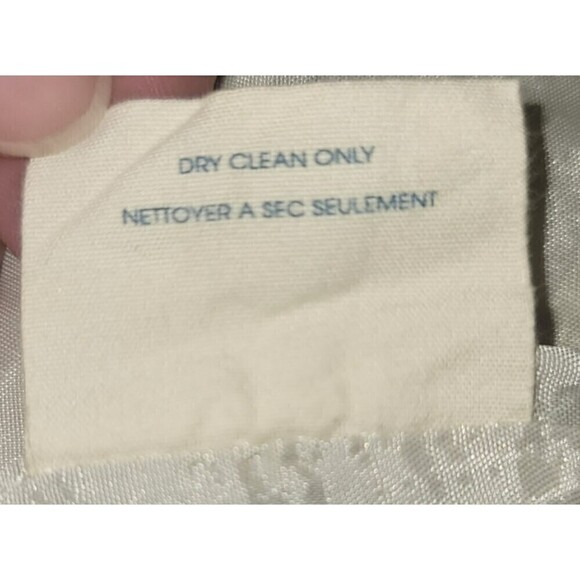 DRY CLEAN ONLY
NETTOYER A SEC SEULEMENT